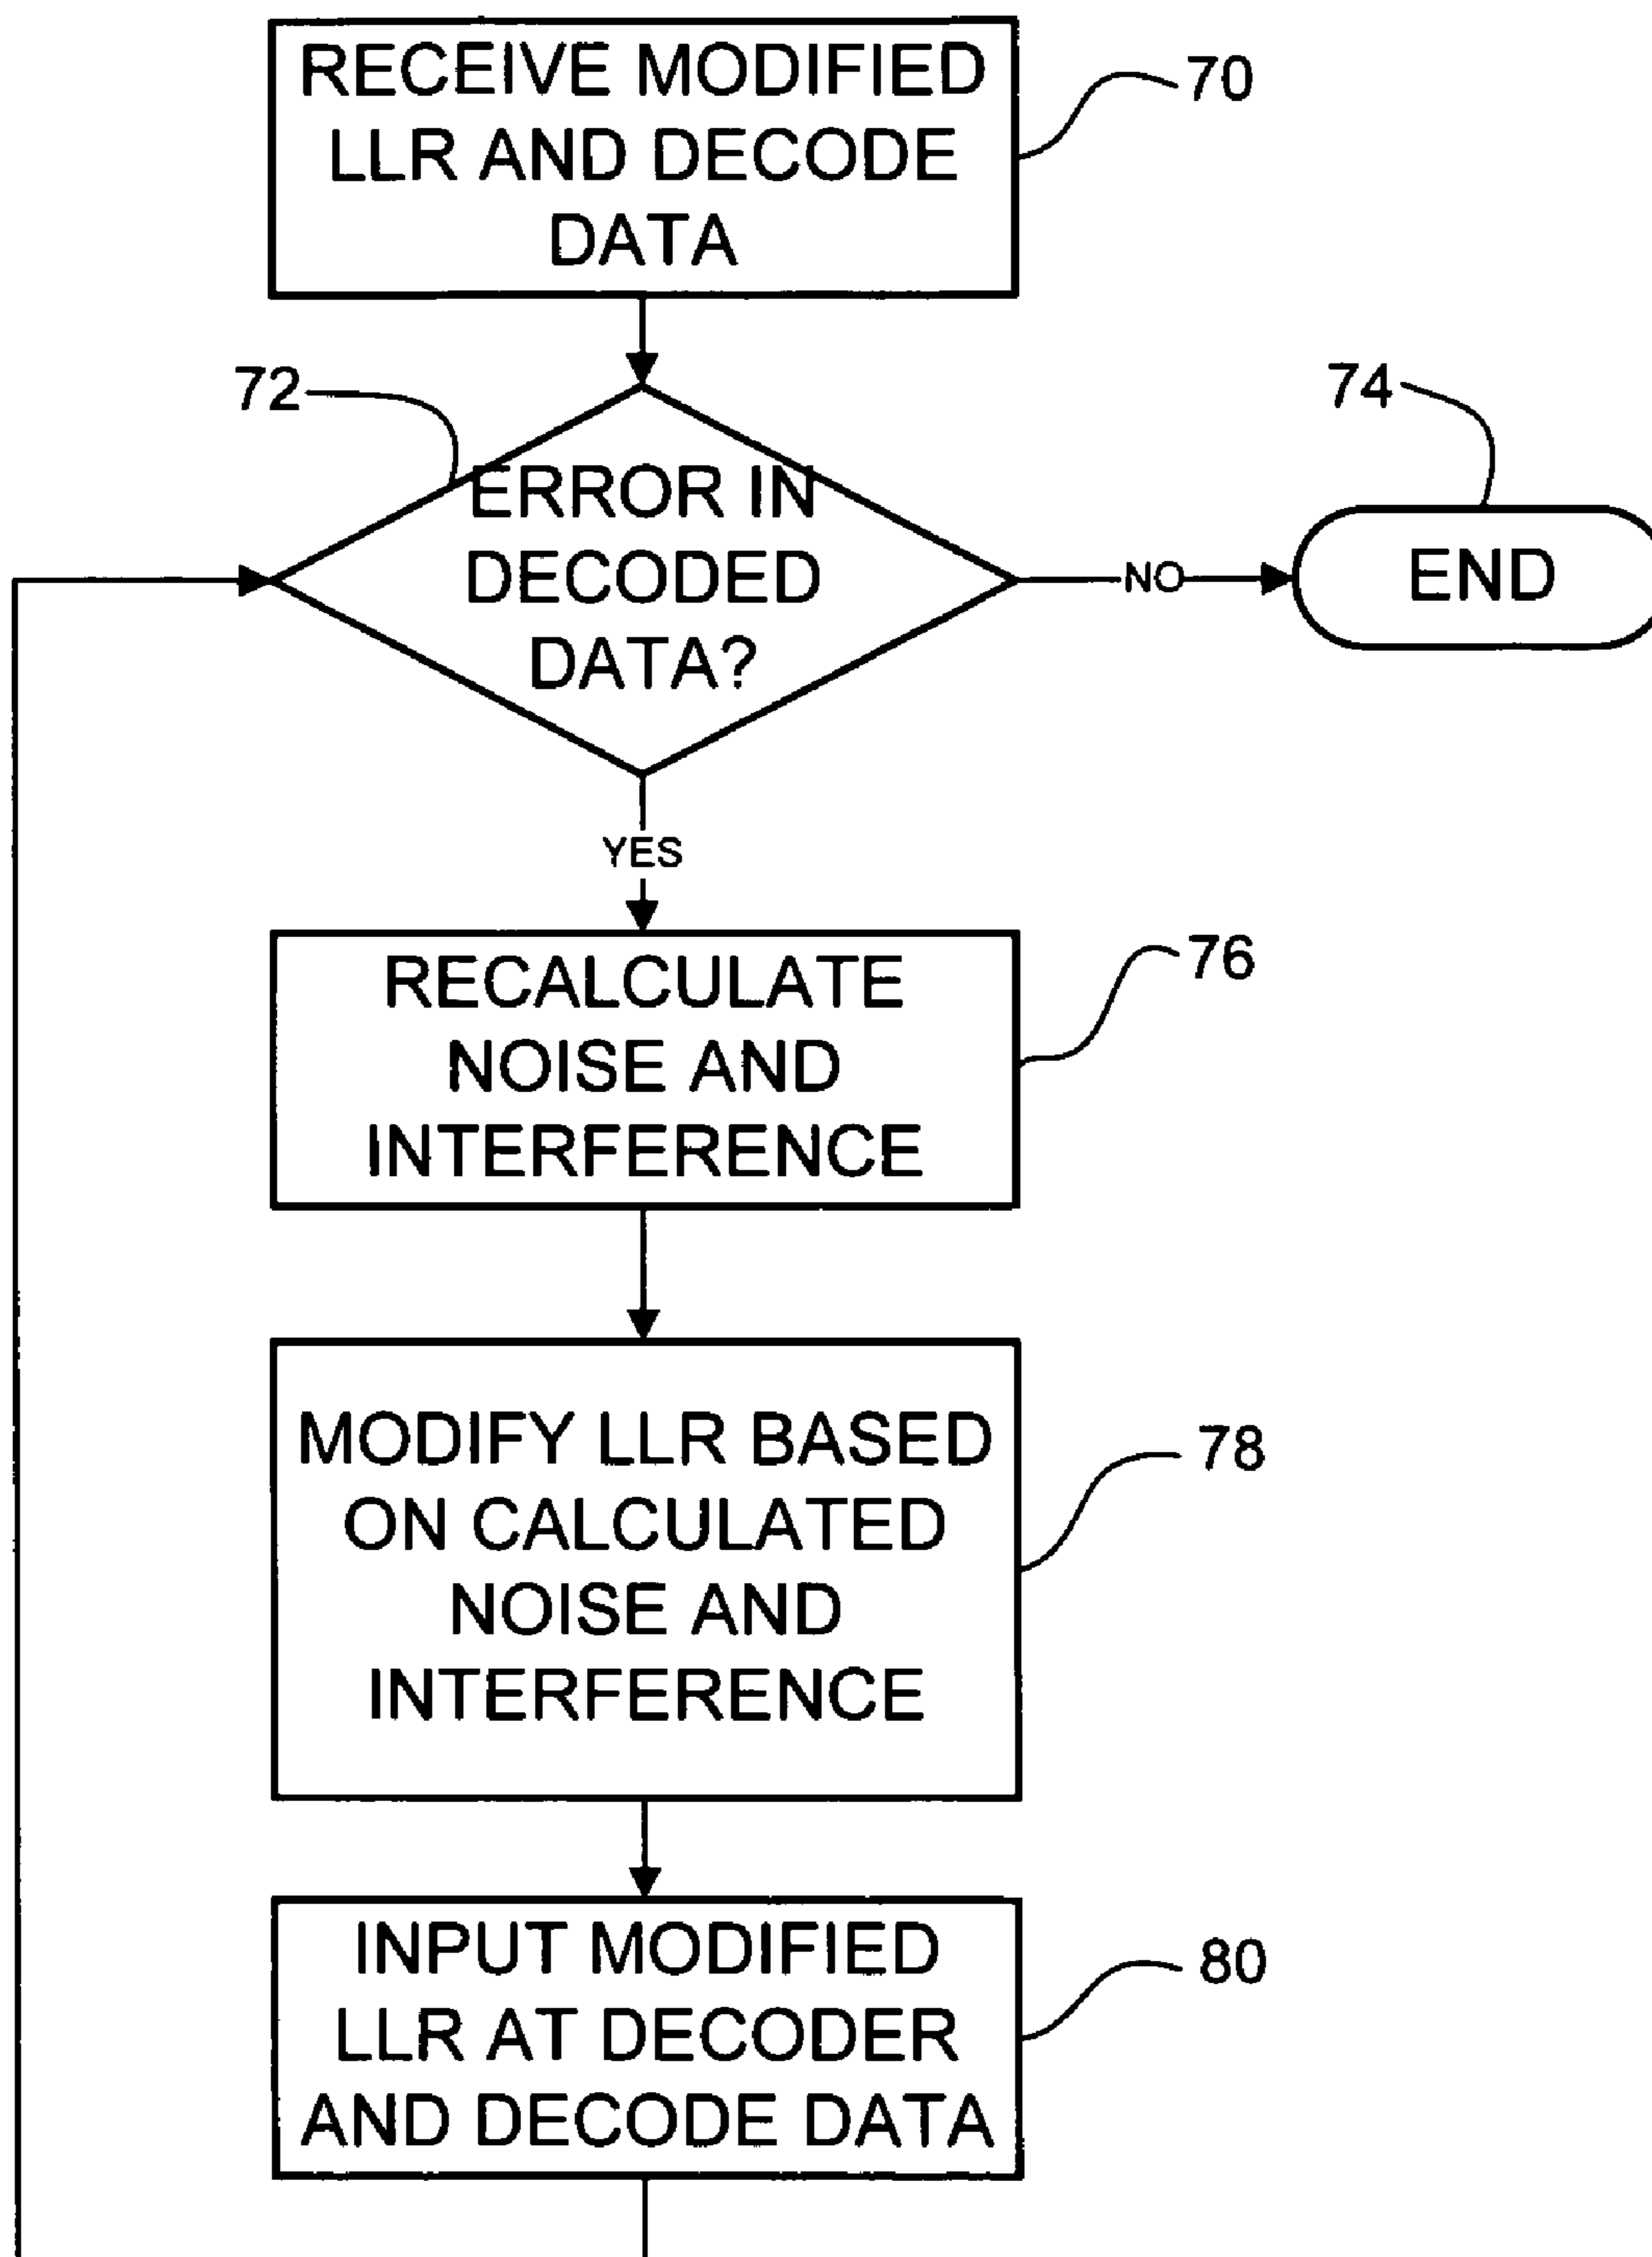 RECEIVE MODIFIED
LLR AND DECODE
DATA
70
72
ERROR IN
DECODED
DATA?
NO
74
END
YES
RECALCULATE
NOISE AND
INTERFERENCE
76
MODIFY LLR BASED
ON CALCULATED
NOISE AND
INTERFERENCE
78
INPUT MODIFIED
LLR AT DECODER
AND DECODE DATA
80